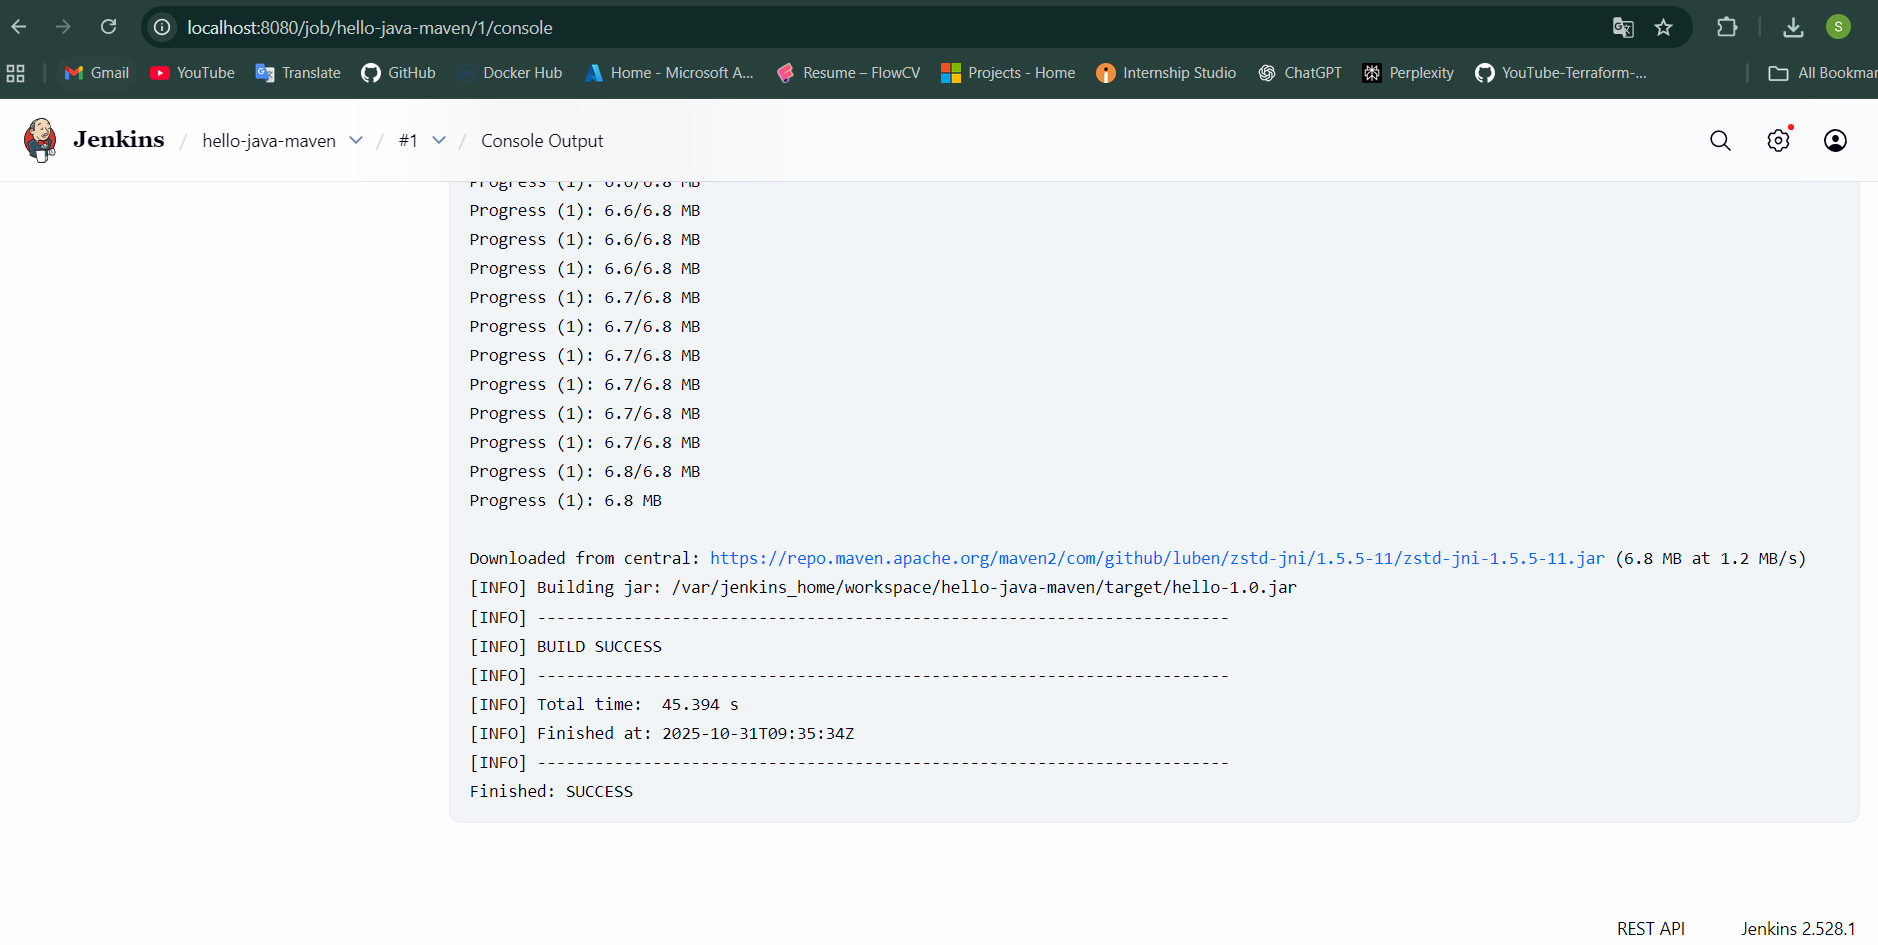 localhost:8080/job/hello-java-maven/1/console
S
Gmail YouTube Translate GitHub Docker Hub Home - Microsoft A... Resume – FlowCV Projects - Home Internship Studio ChatGPT Perplexity YouTube-Terraform-... All Bookmar
Jenkins / hello-java-maven / #1 / Console Output
Progress (1): 6.6/6.8 MB
Progress (1): 6.6/6.8 MB
Progress (1): 6.6/6.8 MB
Progress (1): 6.6/6.8 MB
Progress (1): 6.7/6.8 MB
Progress (1): 6.7/6.8 MB
Progress (1): 6.7/6.8 MB
Progress (1): 6.7/6.8 MB
Progress (1): 6.7/6.8 MB
Progress (1): 6.7/6.8 MB
Progress (1): 6.8/6.8 MB
Progress (1): 6.8 MB
Downloaded from central: https://repo.maven.apache.org/maven2/com/github/luben/zstd-jni/1.5.5-11/zstd-jni-1.5.5-11.jar (6.8 MB at 1.2 MB/s)
[INFO] Building jar: /var/jenkins_home/workspace/hello-java-maven/target/hello-1.0.jar
[INFO] ------------------------------------------------------------------------
[INFO] BUILD SUCCESS
[INFO] ------------------------------------------------------------------------
[INFO] Total time:  45.394 s
[INFO] Finished at: 2025-10-31T09:35:34Z
[INFO] ------------------------------------------------------------------------
Finished: SUCCESS
REST API Jenkins 2.528.1